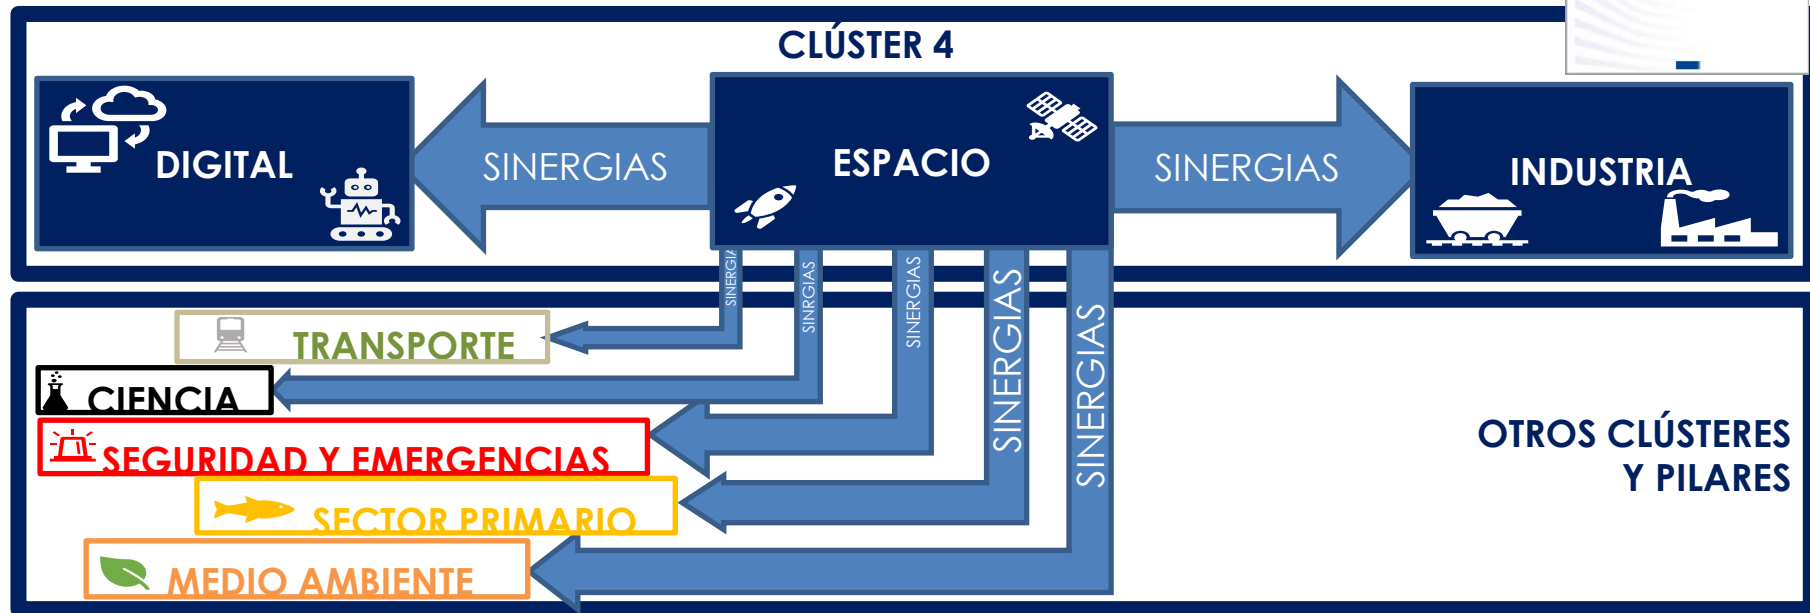 CLÚSTER 4
DIGITAL
SINERGIAS
ESPACIO
SINERGIAS
INDUSTRIA
SINERGIA
SINRGIAS
SINERGIAS
SINERGIAS
SINERGIAS
TRANSPORTE
CIENCIA
SEGURIDAD Y EMERGENCIAS
SECTOR PRIMARIO
MEDIO AMBIENTE
OTROS CLÚSTERES
Y PILARES